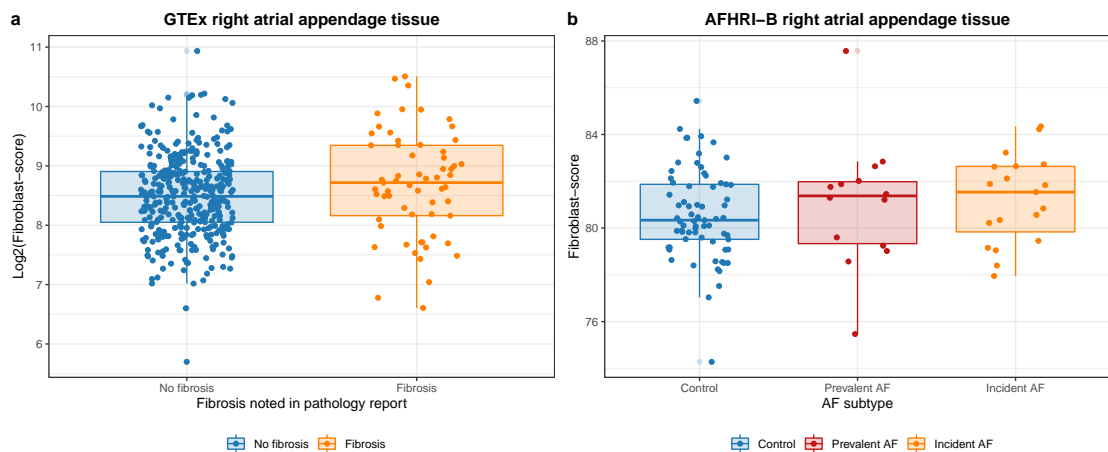 a
GTEx right atrial appendage tissue
Log2(Fibroblast−score)
11
10
9
8
7
6
No fibrosis
Fibrosis
Fibrosis noted in pathology report
No fibrosis
Fibrosis
b
AFHRI−B right atrial appendage tissue
Fibroblast−score
88
84
80
76
Control
Prevalent AF
Incident AF
AF subtype
Control
Prevalent AF
Incident AF